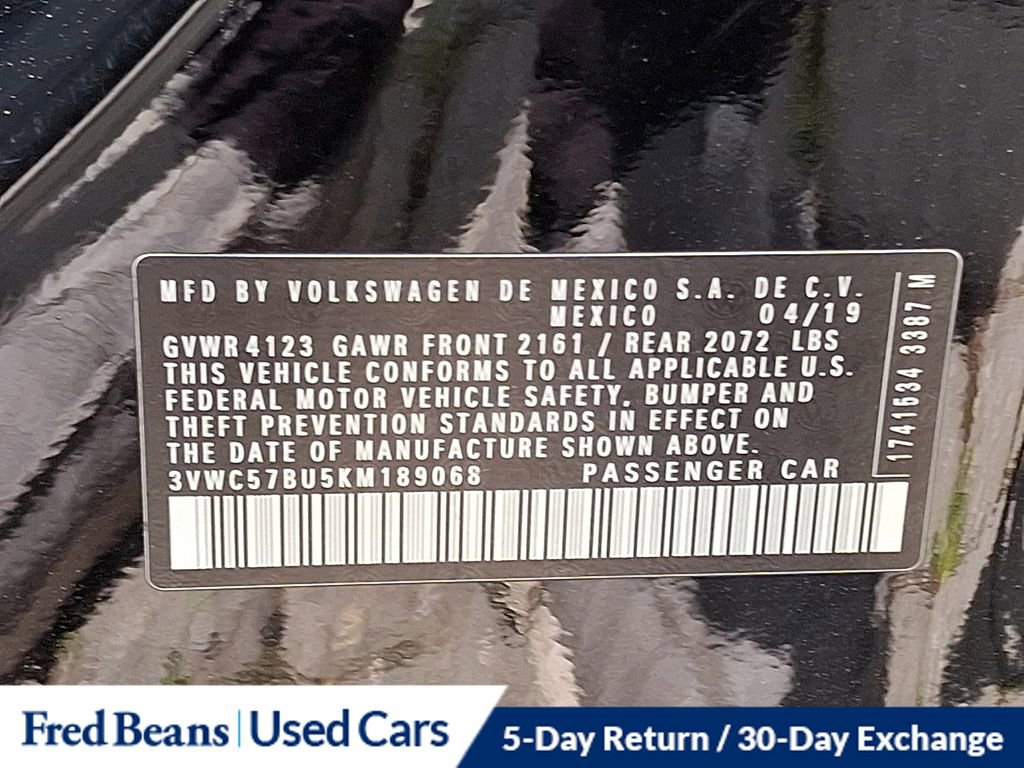 MFD BY VOLKSWAGEN DE MEXICO S.A. DE C.V.
MEXICO 04/19
GVWR 4123 GAWR FRONT 2161 / REAR 2072 LBS
THIS VEHICLE CONFORMS TO ALL APPLICABLE U.S.
FEDERAL MOTOR VEHICLE SAFETY, BUMPER AND
THEFT PREVENTION STANDARDS IN EFFECT ON
THE DATE OF MANUFACTURE SHOWN ABOVE.
3VWC57BU5KM189068 PASSENGER CAR
1741634 3387 M
Fred Beans | Used Cars
5-Day Return / 30-Day Exchange